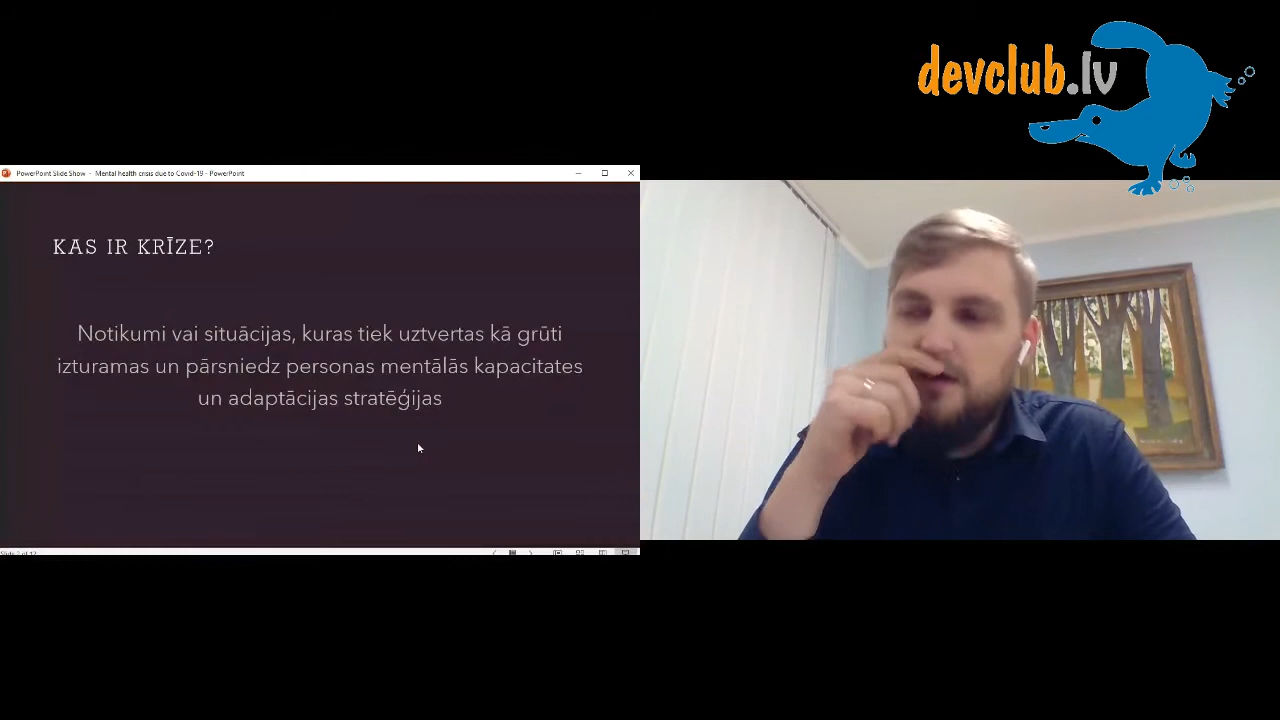 devclub.lv
PowerPoint Slide Show - Mental health crisis due to Covid-19 - PowerPoint
KAS IR KRĪZE?
Notikumi vai situācijas, kuras tiek uztvertas kā grūti
izturamas un pārsniedz personas mentālās kapacitates
un adaptācijas stratēģijas